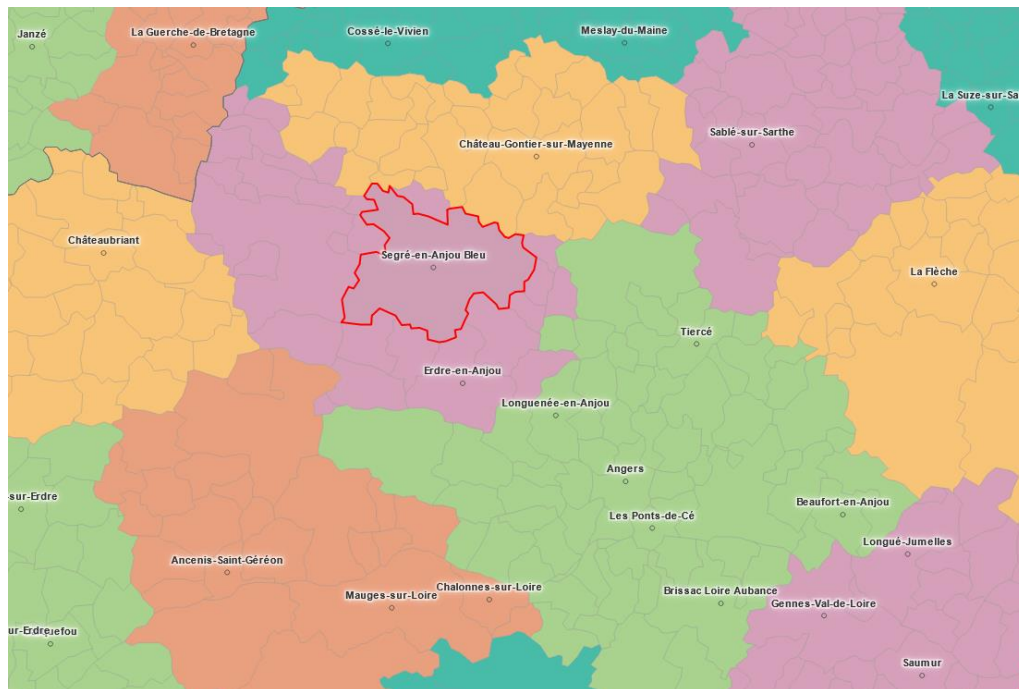 Janzé
La Guerche-de-Bretagne
Cossé-le-Vivien
Meslay-du-Maine
La Suze-sur-Sa
Sablé-sur-Sarthe
Château-Gontier-sur-Mayenne
Châteaubriant
Segré-en-Anjou Bleu
La Flèche
Tiercé
Erdre-en-Anjou
Longuenée-en-Anjou
Angers
-sur-Erdre
Beaufort-en-Anjou
Les Ponts-de-Cé
Longué-Jumelles
Ancenis-Saint-Géréon
Chalonnes-sur-Loire
Mauges-sur-Loire
Brissac Loire Aubance
Gennes-Val-de-Loire
Saumur